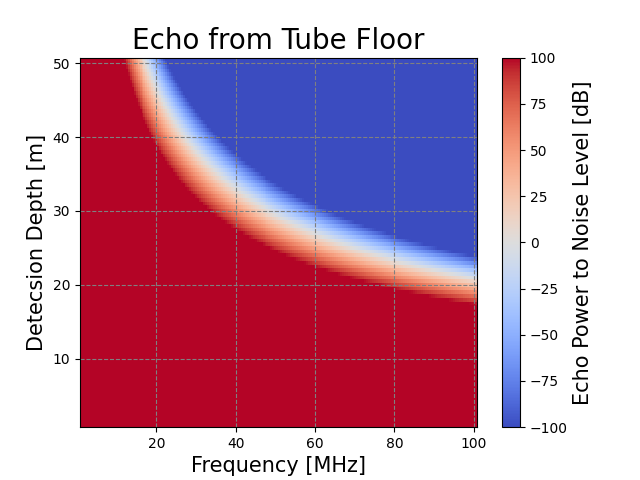 Echo from Tube Floor
50
40
30
20
10
Detecsion Depth [m]
20 40 60 80 100
Frequency [MHz]
100
75
50
25
0
−25
−50
−75
−100
Echo Power to Noise Level [dB]